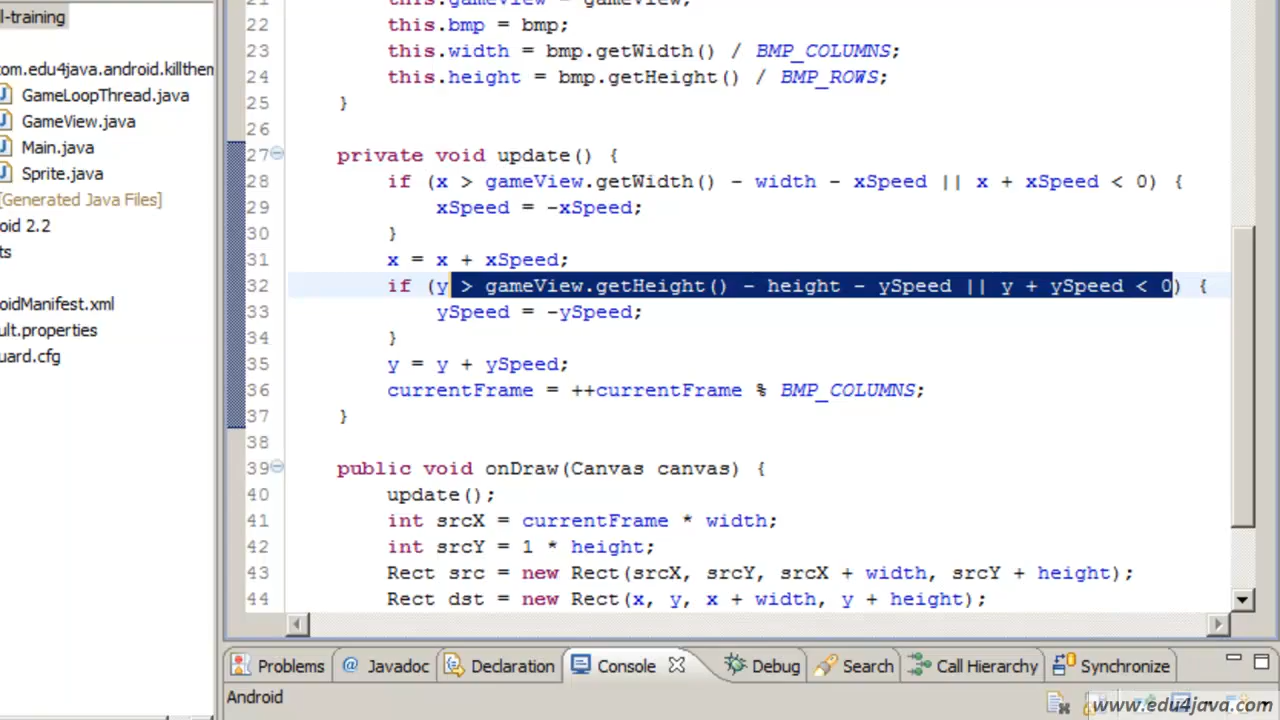 l-training
com.edu4java.android.killthem
GameLoopThread.java
GameView.java
Main.java
Sprite.java
[Generated Java Files]
oid 2.2
ts
oidManifest.xml
ult.properties
uard.cfg
21 this.gameView = gameView;
22 this.bmp = bmp;
23 this.width = bmp.getWidth() / BMP_COLUMNS;
24 this.height = bmp.getHeight() / BMP_ROWS;
25 }
26
27 private void update() {
28 if (x > gameView.getWidth() - width - xSpeed || x + xSpeed < 0) {
29 xSpeed = -xSpeed;
30 }
31 x = x + xSpeed;
32 if (y > gameView.getHeight() - height - ySpeed || y + ySpeed < 0) {
33 ySpeed = -ySpeed;
34 }
35 y = y + ySpeed;
36 currentFrame = ++currentFrame % BMP_COLUMNS;
37 }
38
39 public void onDraw(Canvas canvas) {
40 update();
41 int srcX = currentFrame * width;
42 int srcY = 1 * height;
43 Rect src = new Rect(srcX, srcY, srcX + width, srcY + height);
44 Rect dst = new Rect(x, y, x + width, y + height);
Problems @ Javadoc Declaration Console Debug Search Call Hierarchy Synchronize
Android
www.edu4java.com